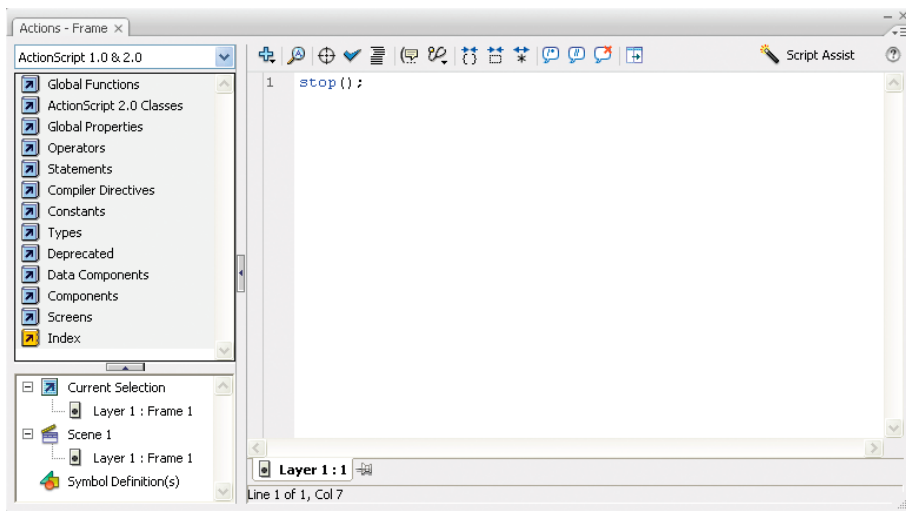 Actions - Frame ×
ActionScript 1.0 & 2.0
Script Assist
Global Functions
ActionScript 2.0 Classes
Global Properties
Operators
Statements
Compiler Directives
Constants
Types
Deprecated
Data Components
Components
Screens
Index
1 stop();
Current Selection
Layer 1 : Frame 1
Scene 1
Layer 1 : Frame 1
Symbol Definition(s)
Layer 1 : 1
Line 1 of 1, Col 7